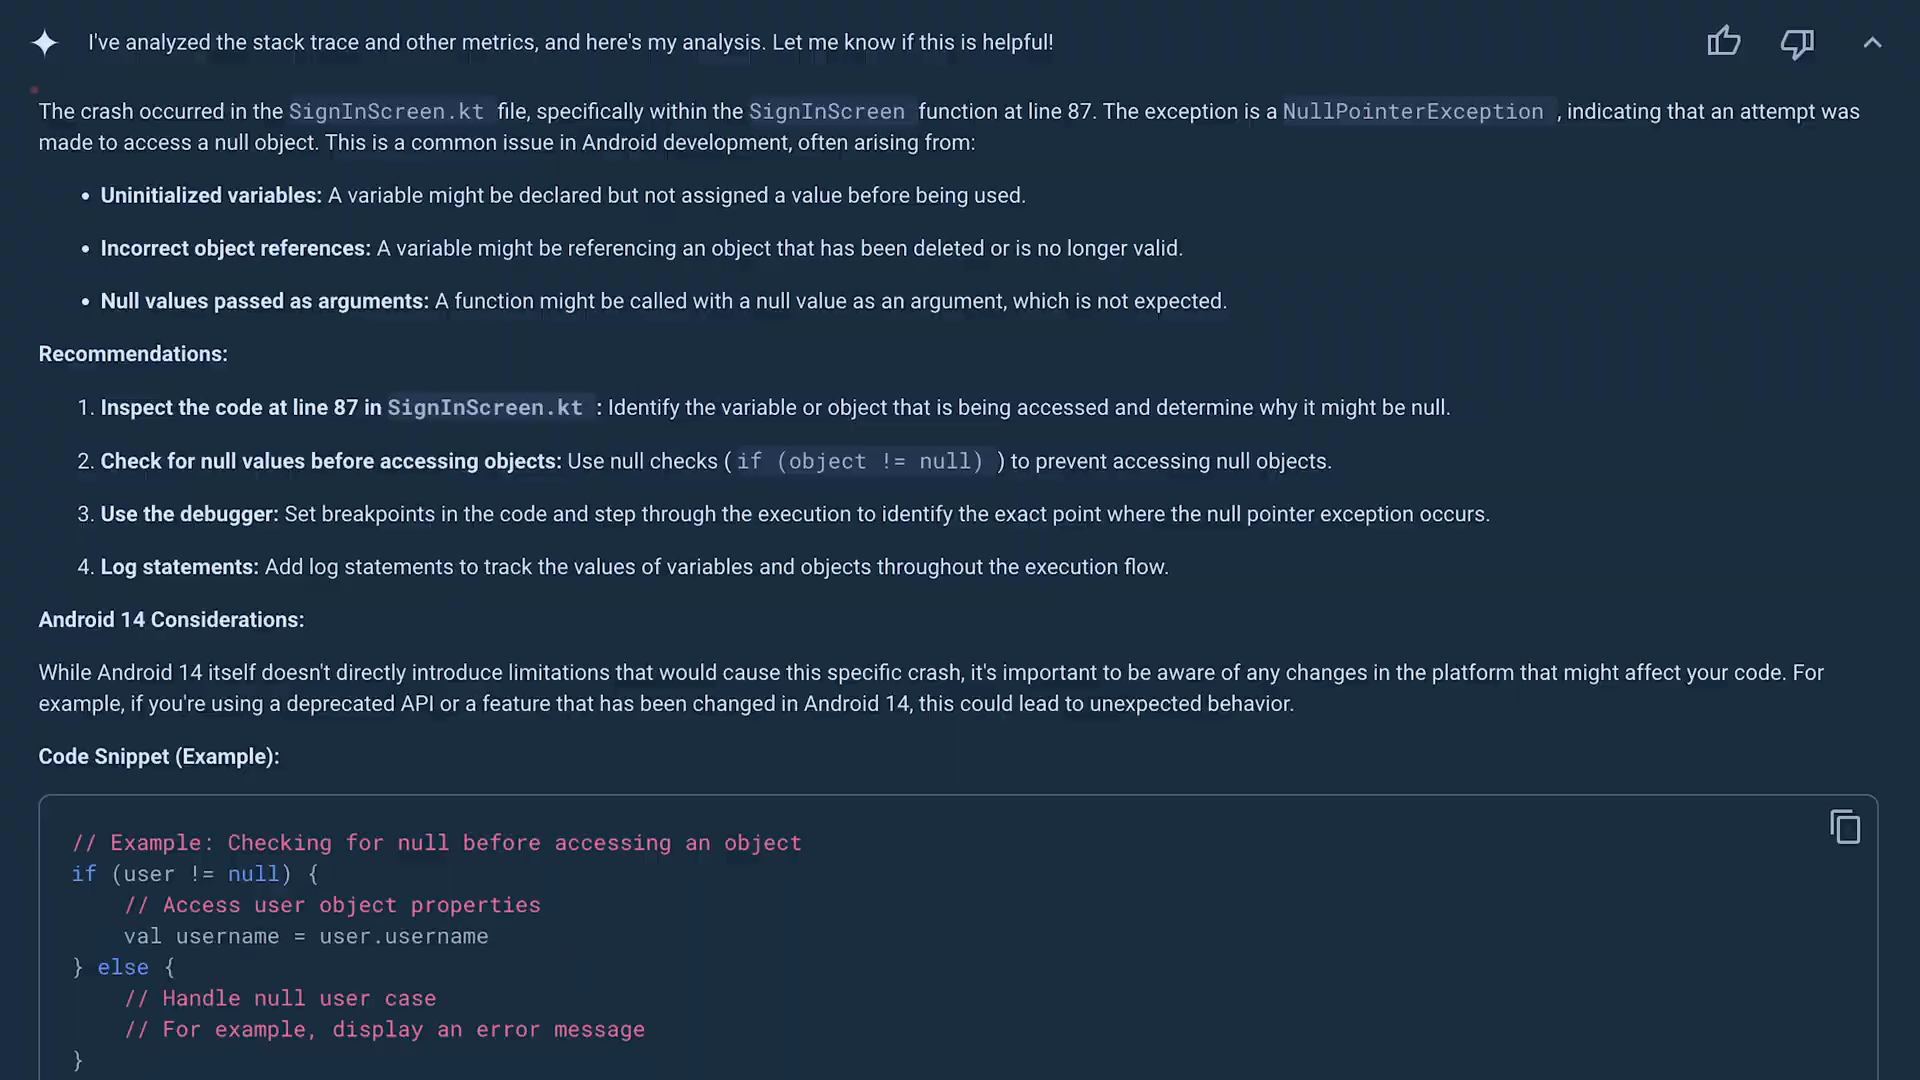 I've analyzed the stack trace and other metrics, and here's my analysis. Let me know if this is helpful!
The crash occurred in the SignInScreen.kt file, specifically within the SignInScreen function at line 87. The exception is a NullPointerException , indicating that an attempt was
made to access a null object. This is a common issue in Android development, often arising from:
• Uninitialized variables: A variable might be declared but not assigned a value before being used.
• Incorrect object references: A variable might be referencing an object that has been deleted or is no longer valid.
• Null values passed as arguments: A function might be called with a null value as an argument, which is not expected.
Recommendations:
1. Inspect the code at line 87 in SignInScreen.kt : Identify the variable or object that is being accessed and determine why it might be null.
2. Check for null values before accessing objects: Use null checks ( if (object != null) ) to prevent accessing null objects.
3. Use the debugger: Set breakpoints in the code and step through the execution to identify the exact point where the null pointer exception occurs.
4. Log statements: Add log statements to track the values of variables and objects throughout the execution flow.
Android 14 Considerations:
While Android 14 itself doesn't directly introduce limitations that would cause this specific crash, it's important to be aware of any changes in the platform that might affect your code. For
example, if you're using a deprecated API or a feature that has been changed in Android 14, this could lead to unexpected behavior.
Code Snippet (Example):
// Example: Checking for null before accessing an object
if (user != null) {
    // Access user object properties
    val username = user.username
} else {
    // Handle null user case
    // For example, display an error message
}